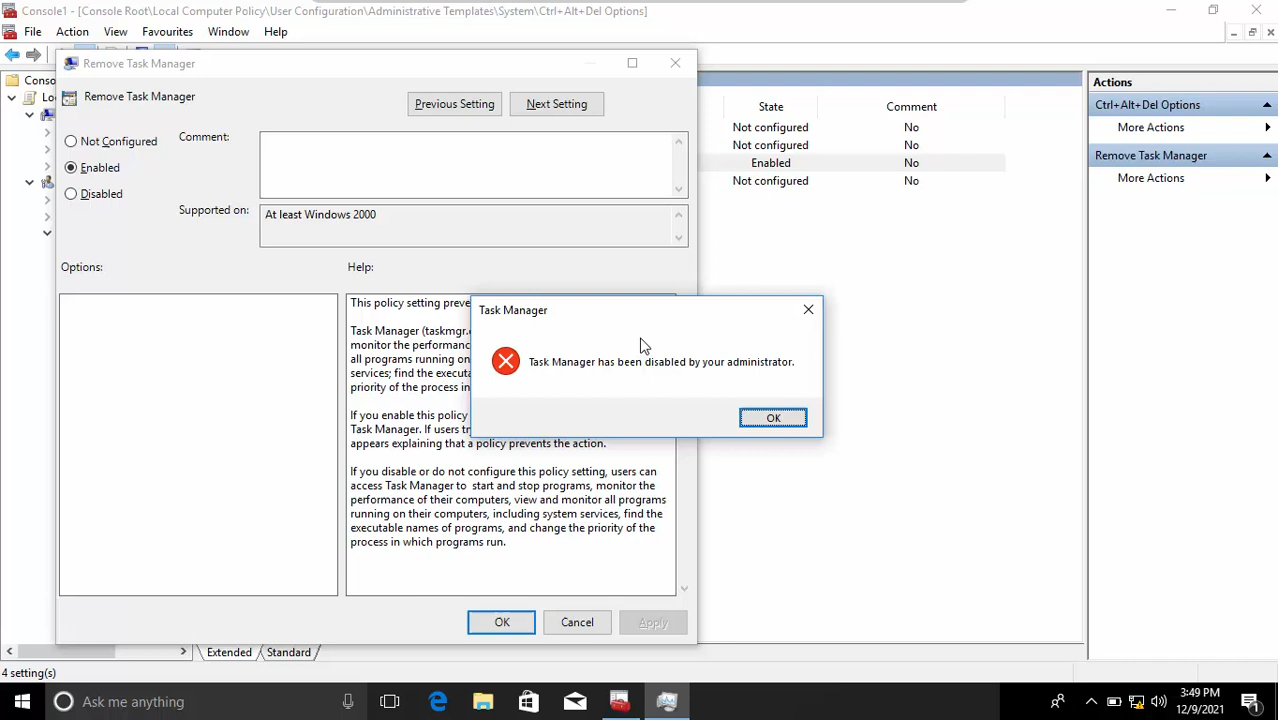 Console1 - [Console Root\Local Computer Policy\User Configuration\Administrative Templates\System\Ctrl+Alt+Del Options]
File Action View Favourites Window Help
Remove Task Manager
Remove Task Manager
Previous Setting
Next Setting
Not Configured
Enabled
Disabled
Comment:
Supported on:
At least Windows 2000
Options:
Help:
This policy setting
Task Manager
monitor the performance
all programs running on
services; find the
priority of the process in
If you enable this policy
Task Manager. If users
appears explaining that a policy prevents the action.
If you disable or do not configure this policy setting, users can
access Task Manager to start and stop programs, monitor the
performance of their computers, view and monitor all programs
running on their computers, including system services, find the
executable names of programs, and change the priority of the
process in which programs run.
OK
Cancel
Apply
Task Manager
Task Manager has been disabled by your administrator.
OK
State Comment
Not configured No
Not configured No
Enabled No
Not configured No
Actions
Ctrl+Alt+Del Options
More Actions
Remove Task Manager
More Actions
Extended
Standard
4 setting(s)
Ask me anything
3:49 PM
12/9/2021
1